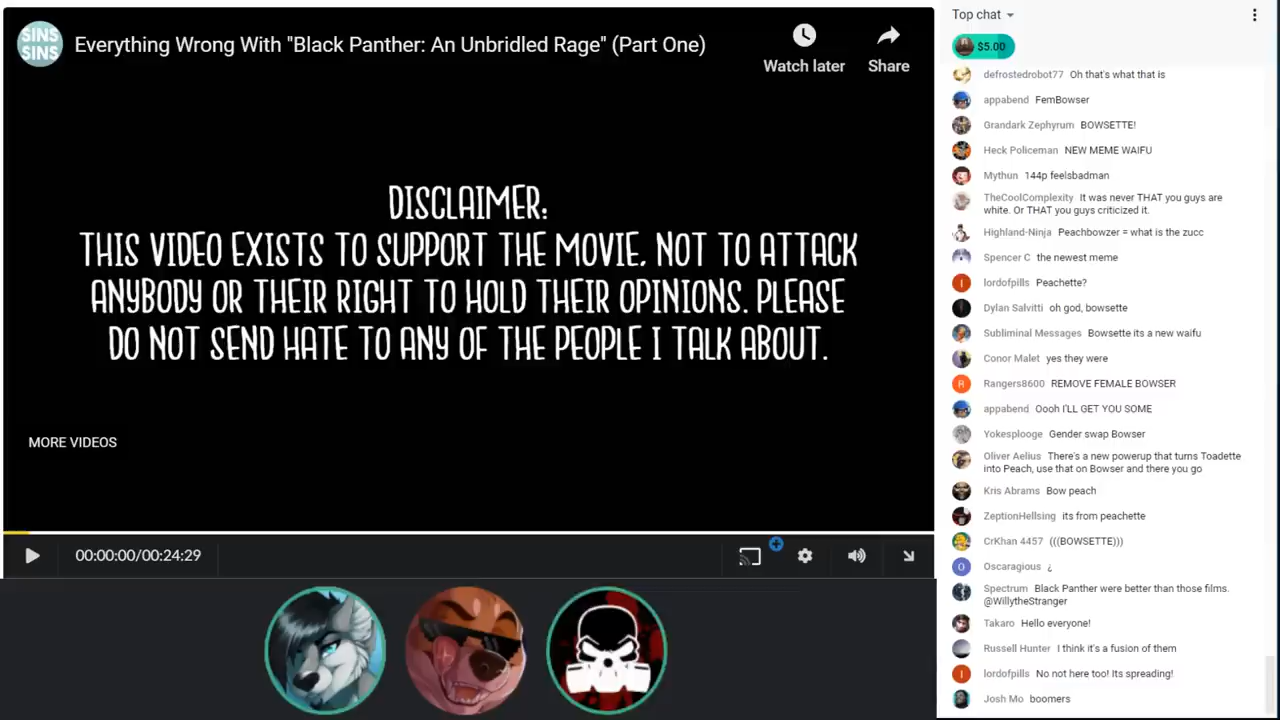 SINS
SINS
Everything Wrong With "Black Panther: An Unbridled Rage" (Part One)
Watch later
Share
DISCLAIMER:
THIS VIDEO EXISTS TO SUPPORT THE MOVIE, NOT TO ATTACK
ANYBODY OR THEIR RIGHT TO HOLD THEIR OPINIONS. PLEASE
DO NOT SEND HATE TO ANY OF THE PEOPLE I TALK ABOUT.
MORE VIDEOS
00:00:00/00:24:29
Top chat
$5.00
defrostedrobot77 Oh that's what that is
appabend FemBowser
Grandark Zephyrum BOWSETTE!
Heck Policeman NEW MEME WAIFU
Mythun 144p feelsbadman
TheCoolComplexity It was never THAT you guys are
white. Or THAT you guys criticized it.
Highland-Ninja Peachbowzer = what is the zucc
Spencer C the newest meme
I lordofpills Peachette?
Dylan Salvitti oh god, bowsette
Subliminal Messages Bowsette its a new waifu
Conor Malet yes they were
R Rangers8600 REMOVE FEMALE BOWSER
appabend Oooh I'LL GET YOU SOME
Yokesplooge Gender swap Bowser
Oliver Aelius There's a new powerup that turns Toadette
into Peach, use that on Bowser and there you go
Kris Abrams Bow peach
ZeptionHellsing its from peachette
CrKhan 4457 (((BOWSETTE)))
O Oscaragious ¿
Spectrum Black Panther were better than those films.
@WillytheStranger
Takaro Hello everyone!
Russell Hunter I think it's a fusion of them
I lordofpills No not here too! Its spreading!
Josh Mo boomers